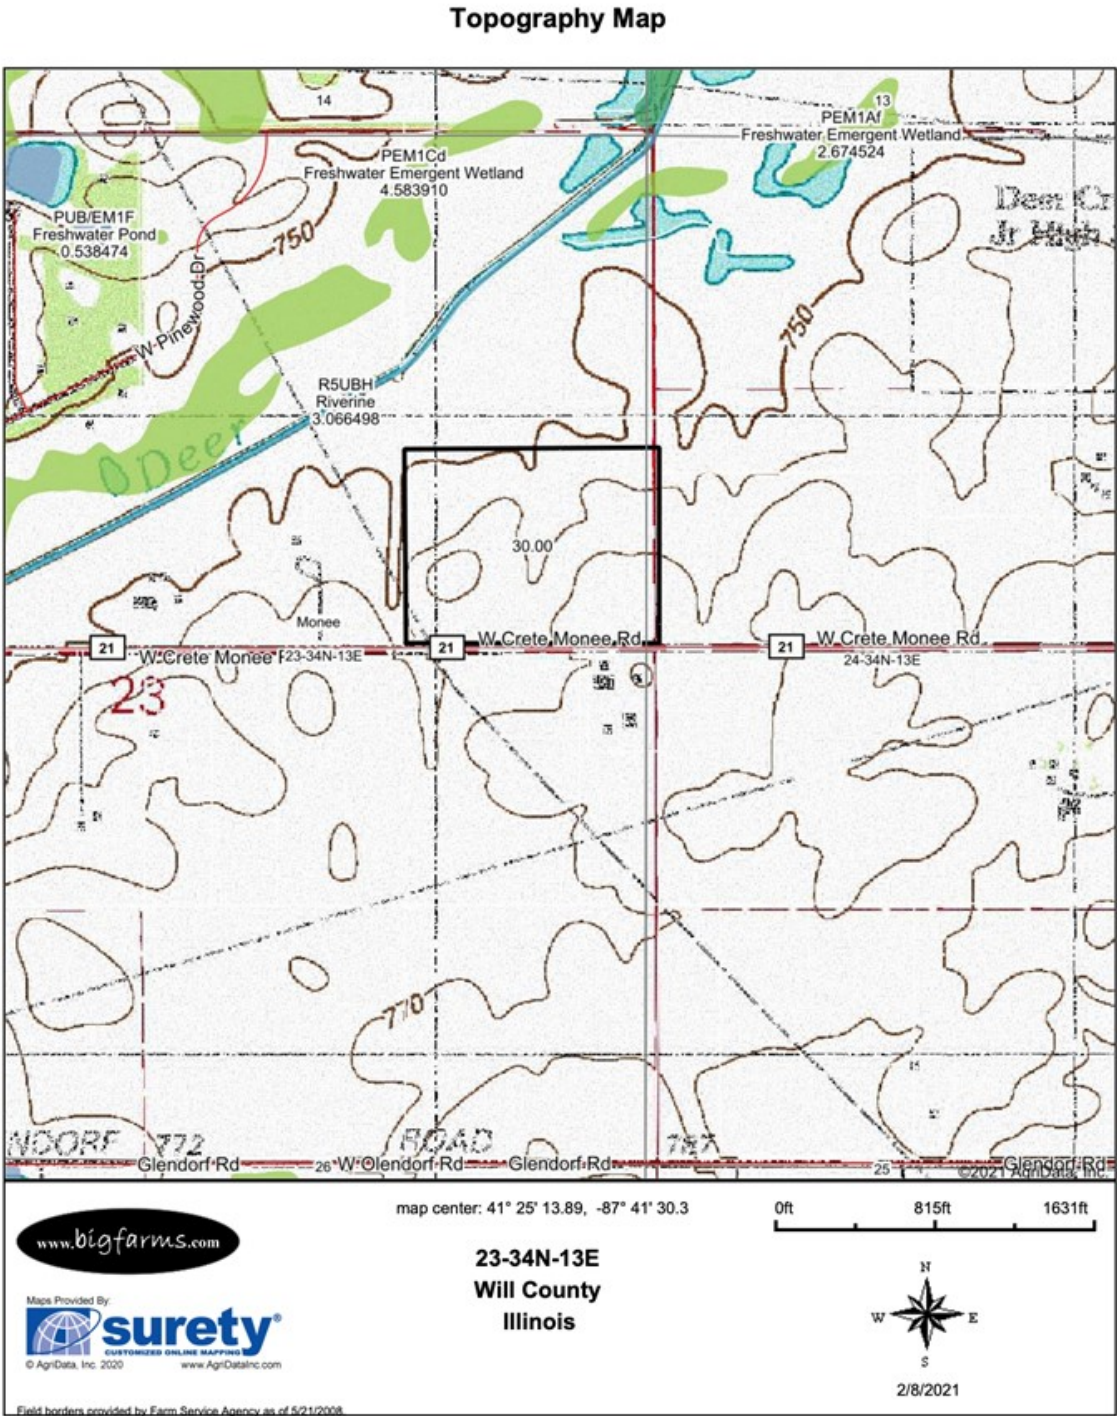 Topography Map
14
13
PEM1Af
Freshwater Emergent Wetland
2.674524
PEM1Cd
Freshwater Emergent Wetland
4.583910
PUB/EM1F
Freshwater Pond
0.538474
750
W Pinewood Dr
750
R5UBH
Riverine
3.066498
Deer
30.00
Monee
21
W Crete Monee
23-34N-13E
21
W Crete Monee Rd
21
W Crete Monee Rd
24-34N-13E
23
770
NDORF 772 ROAD 787
Glendorf Rd
26
W Olendorf Rd
Glendorf Rd
25
Glendorf Rd
©2021 AgriData, Inc.
map center: 41° 25' 13.89, -87° 41' 30.3
0ft 815ft 1631ft
www.bigfarms.com
23-34N-13E
Will County
Illinois
Maps Provided By:
surety®
CUSTOMIZED ONLINE MAPPING
© AgriData, Inc. 2020 www.AgriDataInc.com
N
W E
S
2/8/2021
Field borders provided by Farm Service Agency as of 5/21/2008.